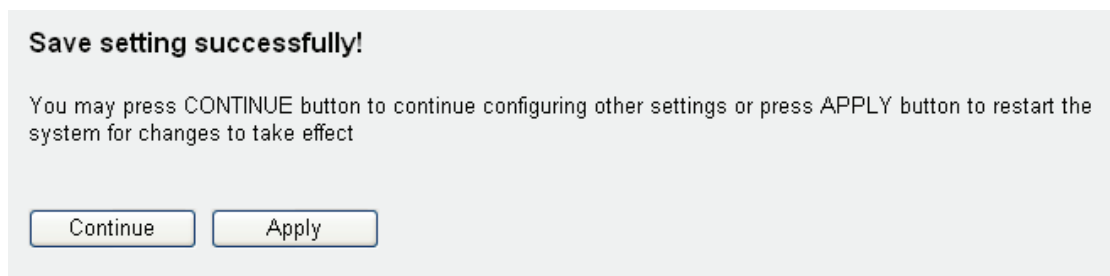 Save setting successfully!
You may press CONTINUE button to continue configuring other settings or press APPLY button to restart the
system for changes to take effect
Continue Apply